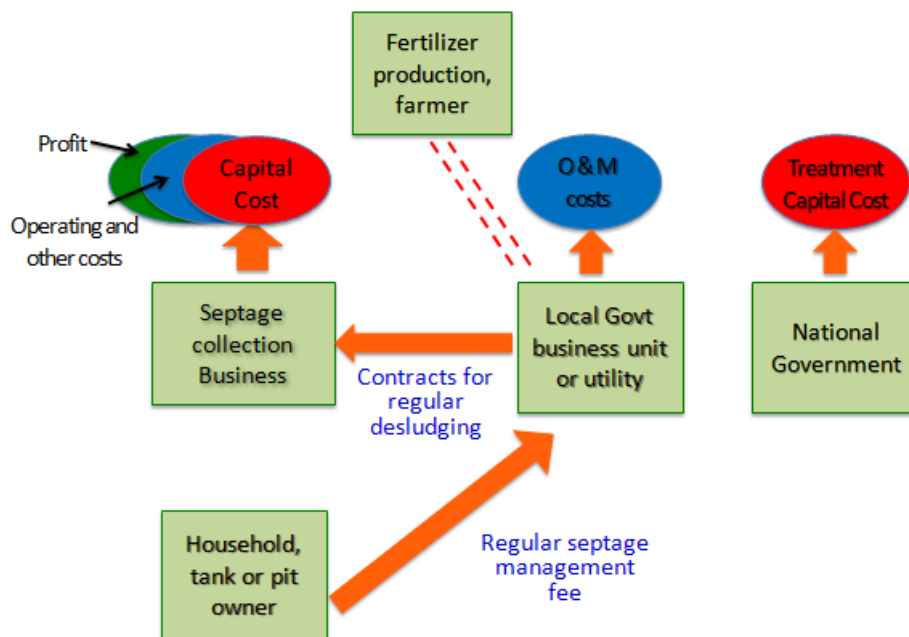 Fertilizer
production,
farmer
Profit
Capital
Cost
Operating and
other costs
O & M
costs
Treatment
Capital Cost
Septage
collection
Business
Local Govt
business unit
or utility
National
Government
Contracts for
regular
desludging
Household,
tank or pit
owner
Regular septage
management
fee